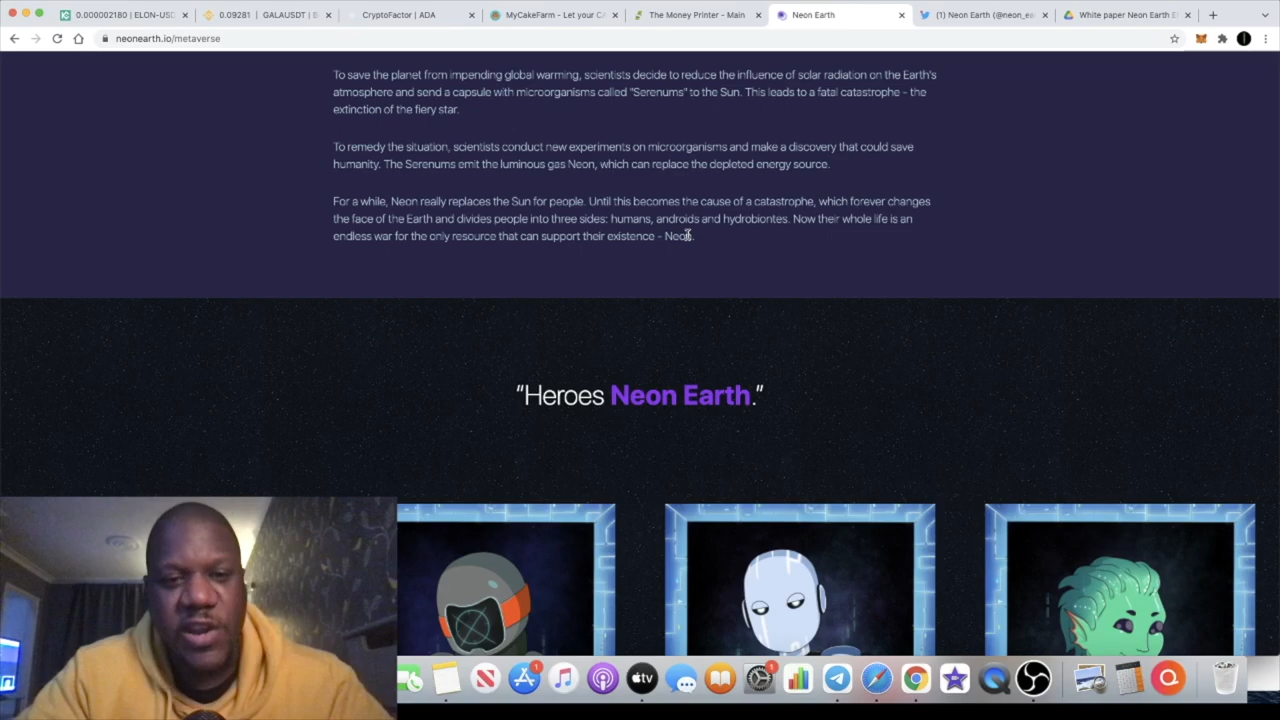 0.000002180 | ELON-USD
0.09281 | GALAUSDT | B
CryptoFactor | ADA
MyCakeFarm - Let your CA
The Money Printer - Main
Neon Earth
(1) Neon Earth (@neon_ea
White paper Neon Earth E
neonearth.io/metaverse
To save the planet from impending global warming, scientists decide to reduce the influence of solar radiation on the Earth's
atmosphere and send a capsule with microorganisms called "Serenums" to the Sun. This leads to a fatal catastrophe - the
extinction of the fiery star.
To remedy the situation, scientists conduct new experiments on microorganisms and make a discovery that could save
humanity. The Serenums emit the luminous gas Neon, which can replace the depleted energy source.
For a while, Neon really replaces the Sun for people. Until this becomes the cause of a catastrophe, which forever changes
the face of the Earth and divides people into three sides: humans, androids and hydrobiontes. Now their whole life is an
endless war for the only resource that can support their existence - Neon.
"Heroes Neon Earth."
tv
1
1